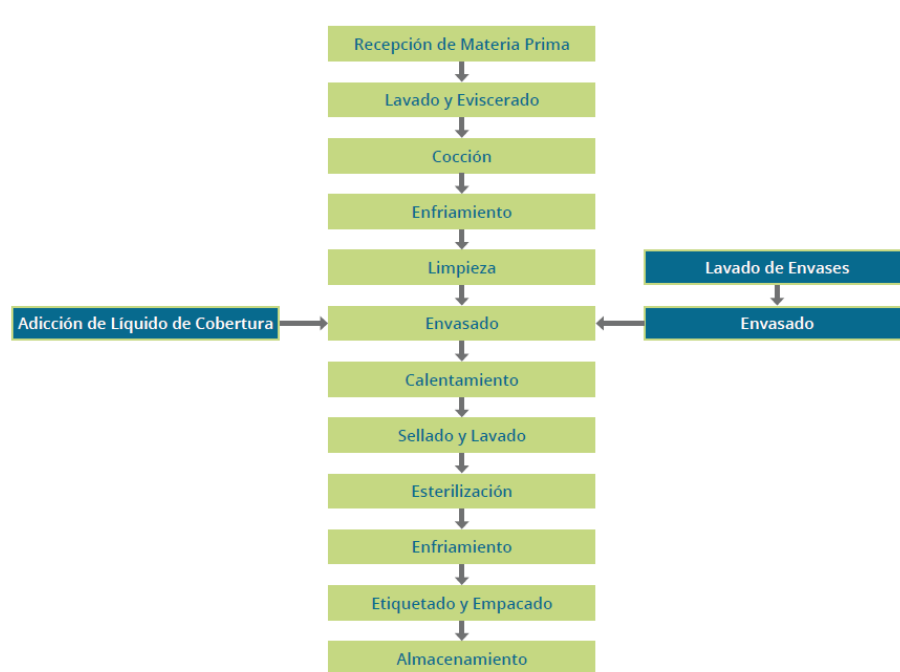 Recepción de Materia Prima
Lavado y Eviscerado
Cocción
Enfriamiento
Limpieza
Lavado de Envases
Adicción de Líquido de Cobertura
Envasado
Envasado
Calentamiento
Sellado y Lavado
Esterilización
Enfriamiento
Etiquetado y Empacado
Almacenamiento